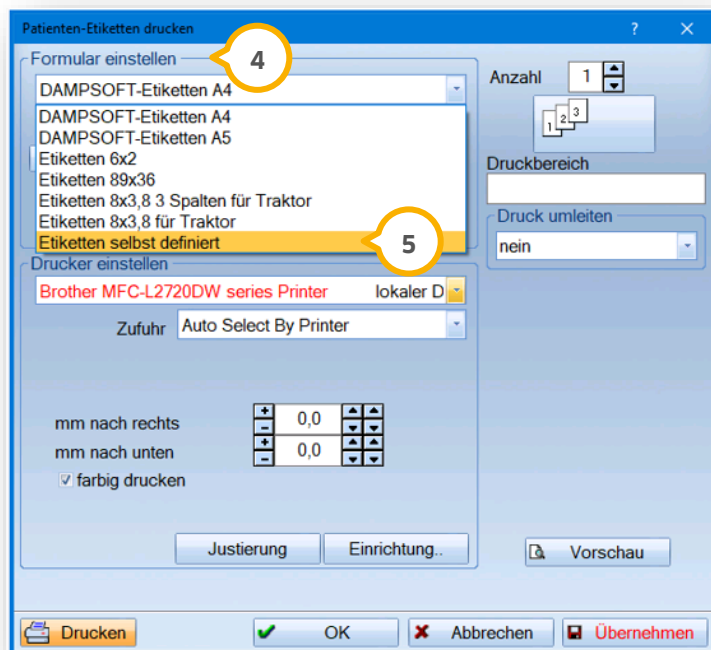 Patienten-Etiketten drucken
?
Formular einstellen
4
DAMPSOFT-Etiketten A4
DAMPSOFT-Etiketten A4
DAMPSOFT-Etiketten A5
Etiketten 6x2
Etiketten 89x36
Etiketten 8x3,8 3 Spalten für Traktor
Etiketten 8x3,8 für Traktor
Etiketten selbst definiert
5
Anzahl 1
1 2 3
Druckbereich
Druck umleiten
nein
Drucker einstellen
Brother MFC-L2720DW series Printer lokaler D
Zufuhr Auto Select By Printer
mm nach rechts + - 0,0
mm nach unten + - 0,0
farbig drucken
Justierung Einrichtung..
Vorschau
Drucken OK Abbrechen Übernehmen